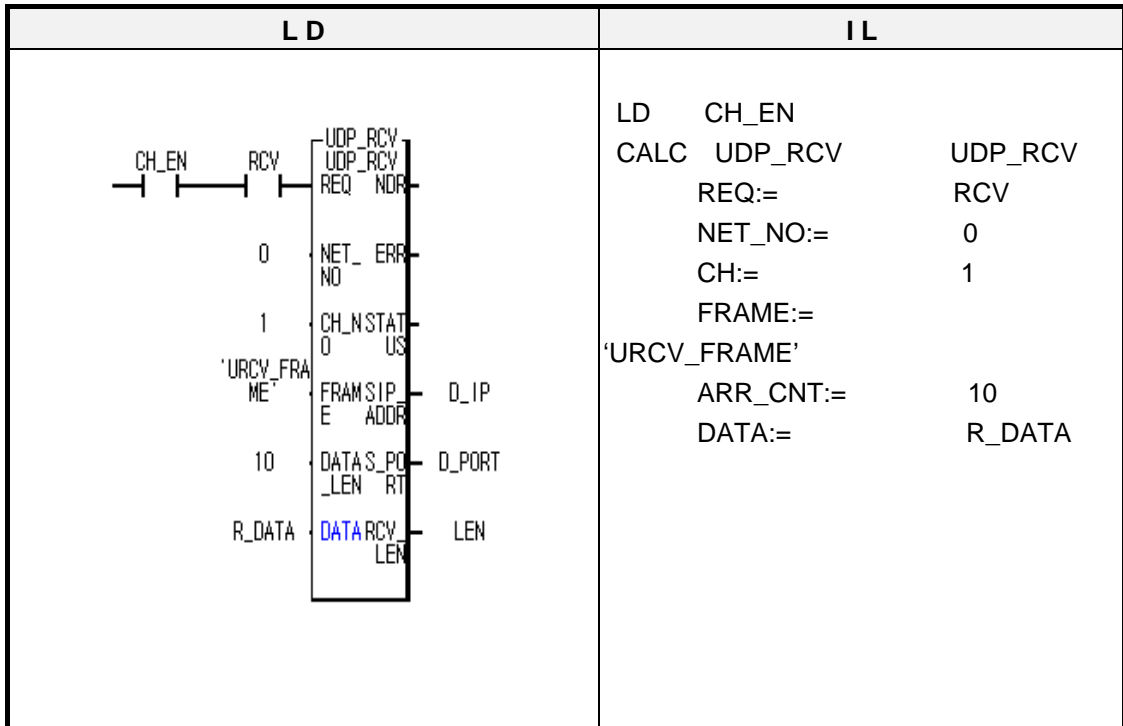 L D
I L
CH_EN RCV
UDP_RCV
UDP_RCV
REQ NDR
0 NET_ ERR
NO
1 CH_N STAT
O US
'URCV_FRA
ME' FRAM SIP_ D_IP
E ADDR
10 DATA S_PO D_PORT
_LEN RT
R_DATA DATA RCV_ LEN
LEN
LD CH_EN
CALC UDP_RCV UDP_RCV
REQ:= RCV
NET_NO:= 0
CH:= 1
FRAME:=
‘URCV_FRAME’
ARR_CNT:= 10
DATA:= R_DATA